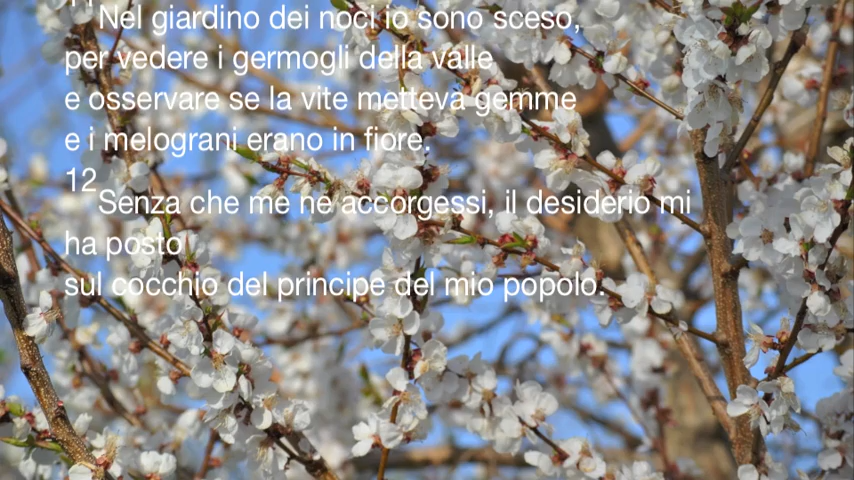 Nel giardino dei noci io sono sceso,
per vedere i germogli della valle
e osservare se la vite metteva gemme
e i melograni erano in fiore.
12
Senza che me ne accorgessi, il desiderio mi
ha posto
sul cocchio del principe del mio popolo.